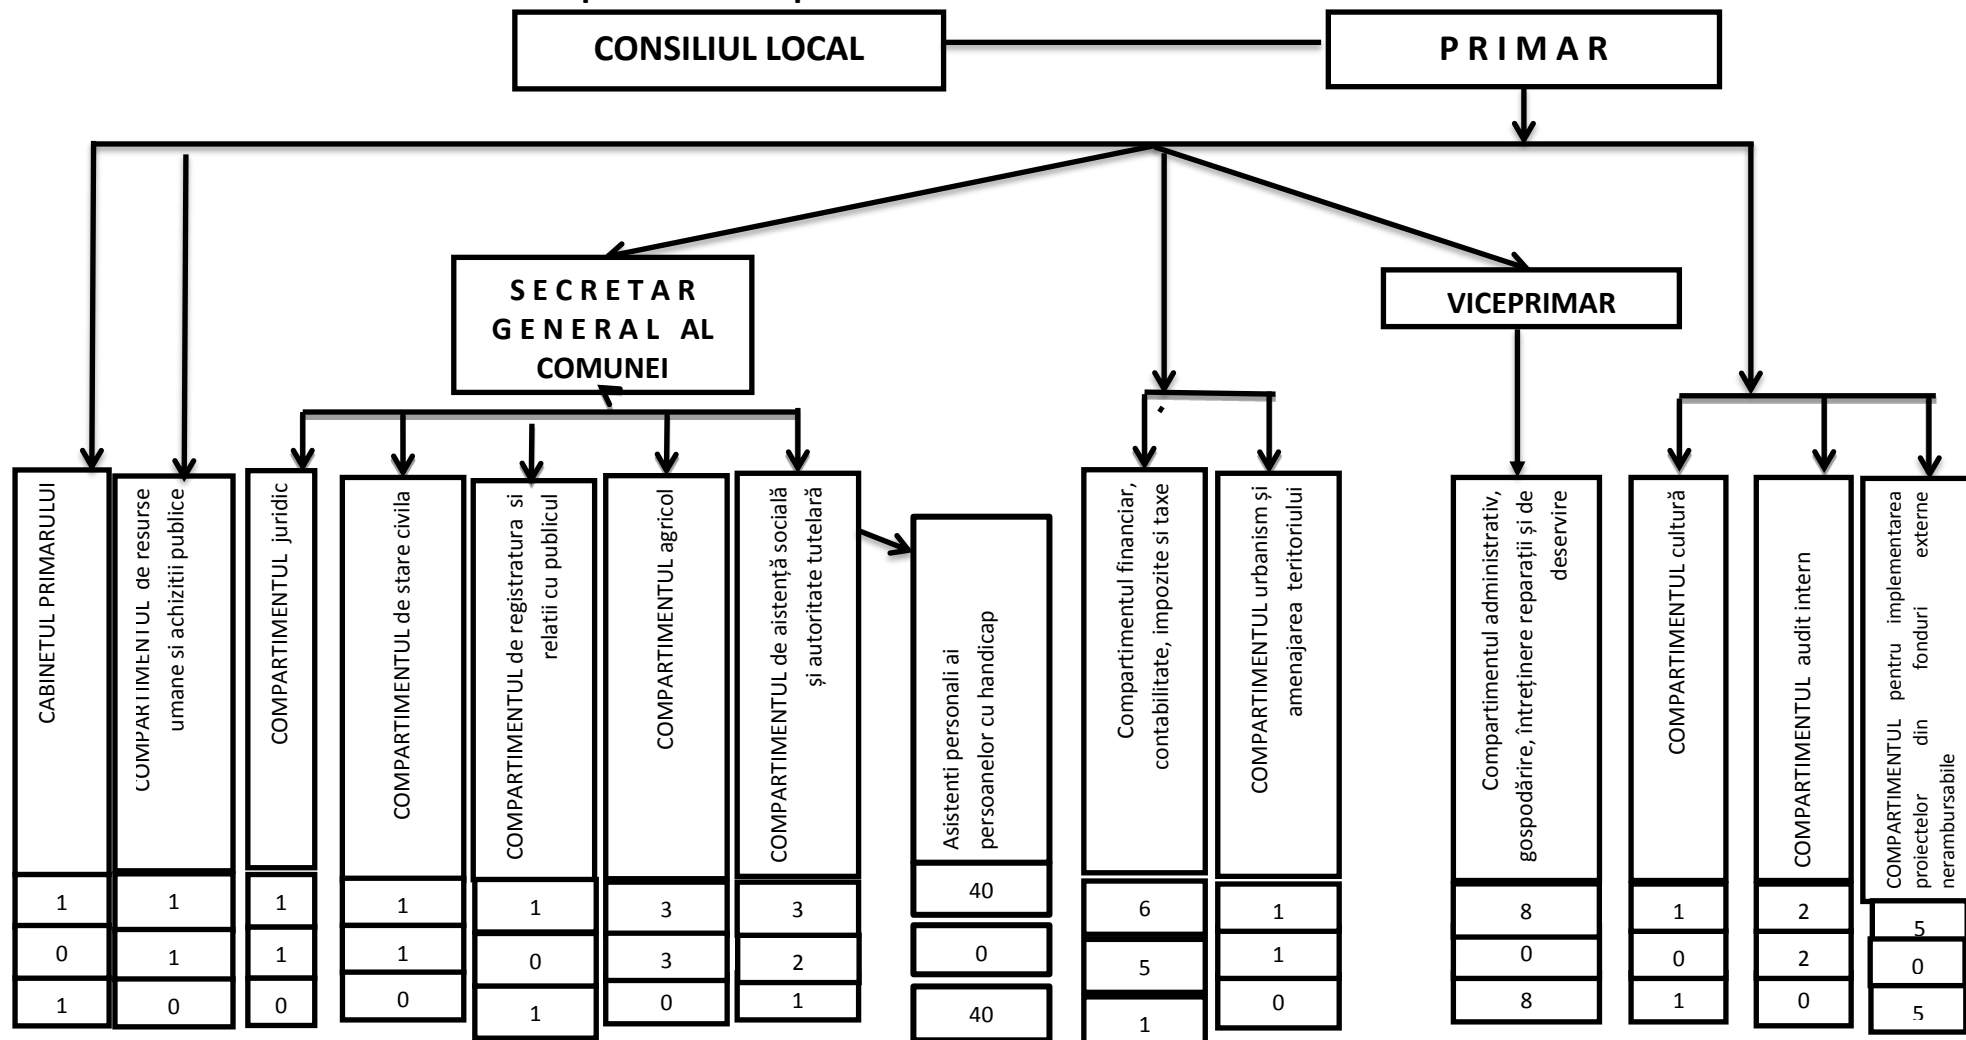 CONSILIUL LOCAL
P R I M A R
S E C R E T A R
G E N E R A L AL
COMUNEI
VICEPRIMAR
CABINETUL PRIMARULUI
COMPARTIMENTUL de resurse
umane si achizitii publice
COMPARTIMENTUL juridic
COMPARTIMENTUL de stare civila
COMPARTIMENTUL de registratura si
relatii cu publicul
COMPARTIMENTUL agricol
COMPARTIMENTUL de aistență socială
și autoritate tutelară
Asistenti personali ai
persoanelor cu handicap
Compartimentul financiar,
contabilitate, impozite si taxe
COMPARTIMENTUL urbanism și
amenajarea teritoriului
Compartimentul administrativ,
gospodărire, întreținere reparații și de
deservire
COMPARTIMENTUL cultură
COMPARTIMENTUL audit intern
COMPARTIMENTUL pentru implementarea
proiectelor din fonduri externe
nerambursabile
1 1 1 1 1 3 3 40 6 1 8 1 2 5
0 1 1 1 0 3 2 0 5 1 0 0 2 0
1 0 0 0 1 0 1 40 1 0 8 1 0 5